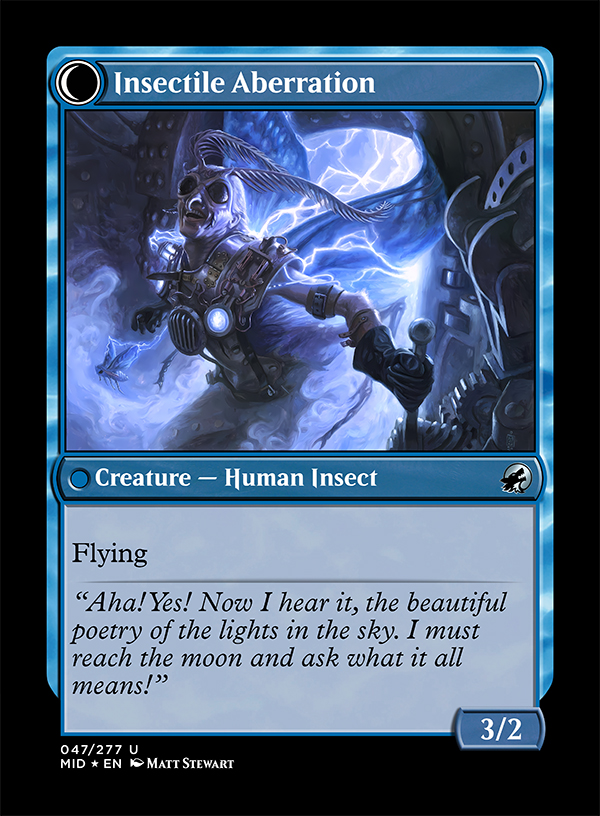 Insectile Aberration
Creature — Human Insect
Flying
“Aha! Yes! Now I hear it, the beautiful
poetry of the lights in the sky. I must
reach the moon and ask what it all
means!”
3/2
047/277 U
MID ★ EN Matt Stewart